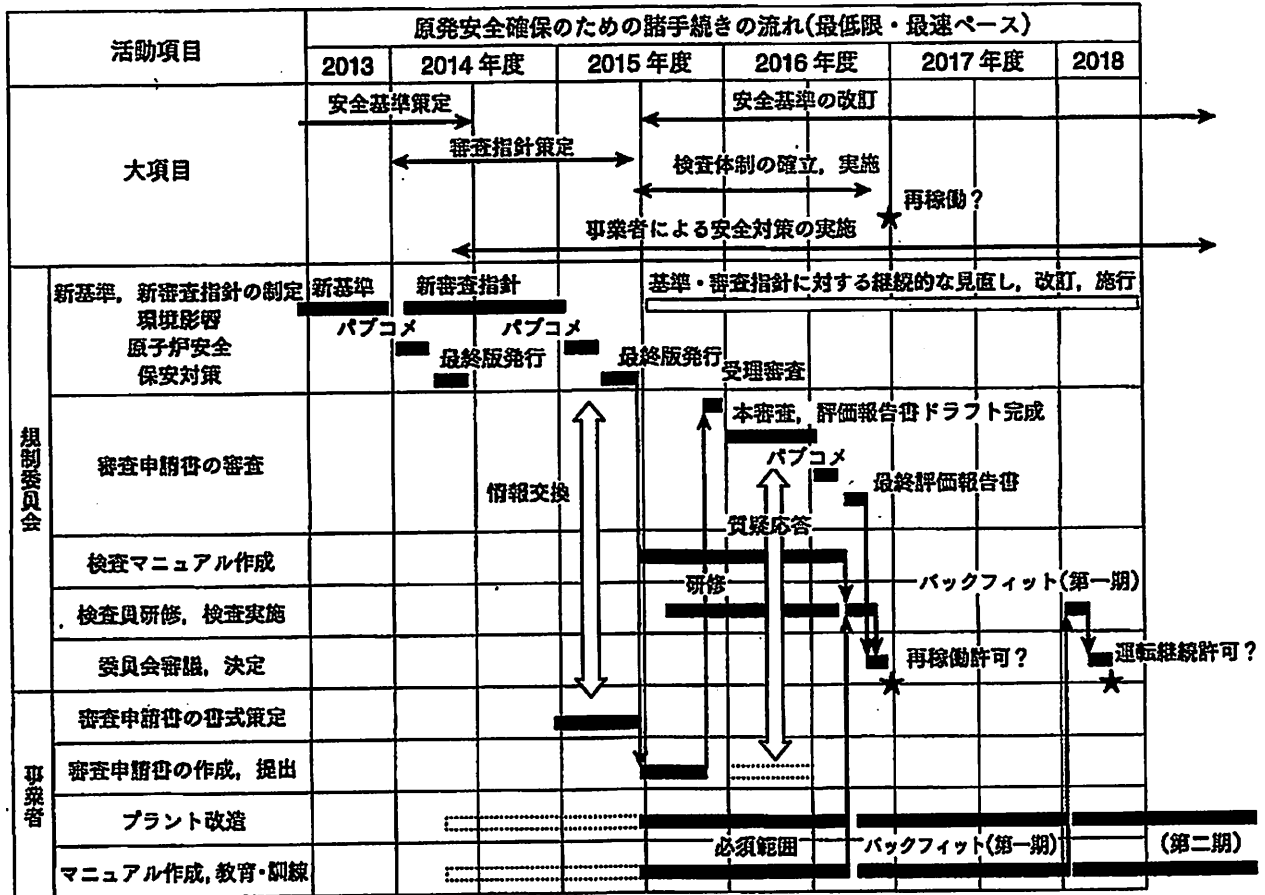 活動項目
原発安全確保のための諸手続きの流れ(最低限・最速ペース)
2013
2014 年度
2015 年度
2016 年度
2017 年度
2018
大項目
安全基準策定
安全基準の改訂
審査指針策定
検査体制の確立，実施
再稼働？
事業者による安全対策の実施
規制委員会
新基準，新審査指針の制定
環境影響
原子炉安全
保安対策
新基準
新審査指針
基準・審査指針に対する継続的な見直し，改訂，施行
パブコメ
パブコメ
最終版発行
最終版発行
受理審査
審査申請書の審査
本審査，評価報告書ドラフト完成
パブコメ
情報交換
最終評価報告書
質疑応答
検査マニュアル作成
検査員研修，検査実施
研修
バックフィット(第一期)
委員会審議，決定
再稼働許可？
運転継続許可？
事業者
審査申請書の書式策定
審査申請書の作成，提出
プラント改造
必須範囲
バックフィット(第一期)
(第二期)
マニュアル作成，教育・訓練